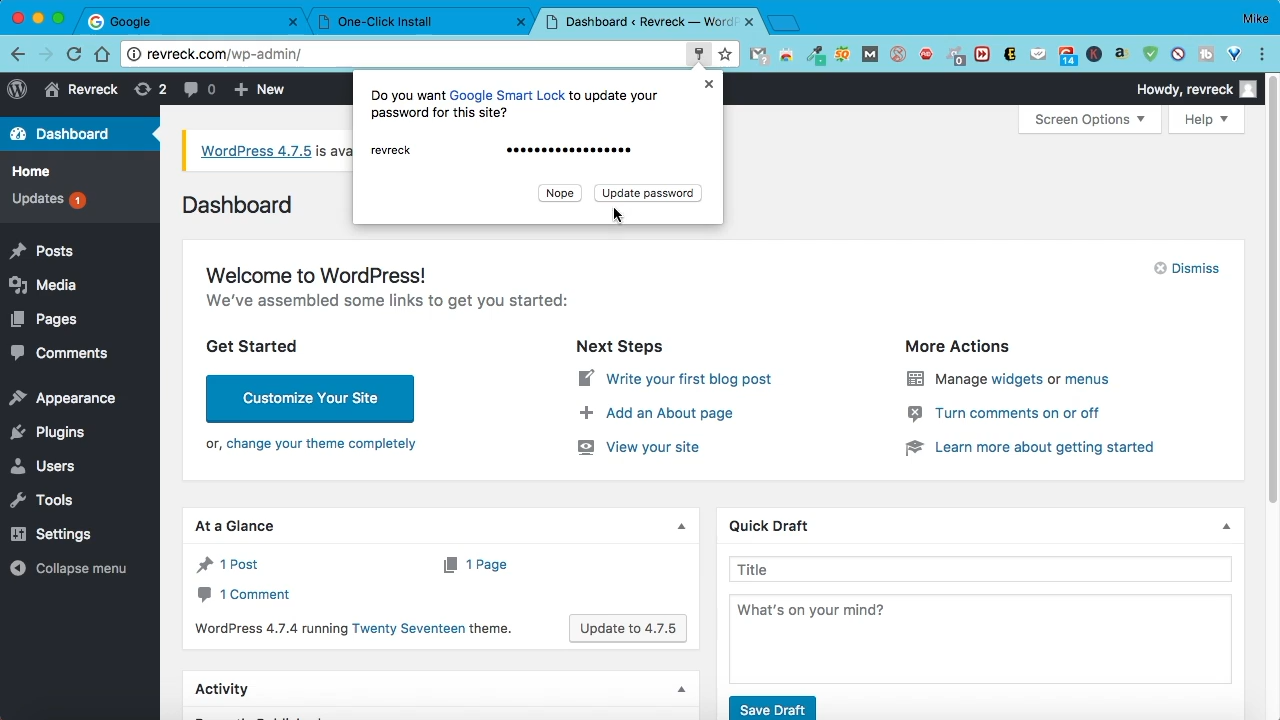 Google
One-Click Install
Dashboard ‹ Revreck — WordP
Mike
revreck.com/wp-admin/
14
0
Revreck
2
0
New
Howdy, revreck
Do you want Google Smart Lock to update your
password for this site?
revreck ••••••••••••••••••
Nope
Update password
Screen Options
Help
Dashboard
Home
Updates 1
Posts
Media
Pages
Comments
Appearance
Plugins
Users
Tools
Settings
Collapse menu
WordPress 4.7.5 is ava
Dashboard
Welcome to WordPress!
We've assembled some links to get you started:
Dismiss
Get Started
Customize Your Site
or, change your theme completely
Next Steps
Write your first blog post
Add an About page
View your site
More Actions
Manage widgets or menus
Turn comments on or off
Learn more about getting started
At a Glance
1 Post
1 Page
1 Comment
WordPress 4.7.4 running Twenty Seventeen theme.
Update to 4.7.5
Activity
Quick Draft
Title
What's on your mind?
Save Draft